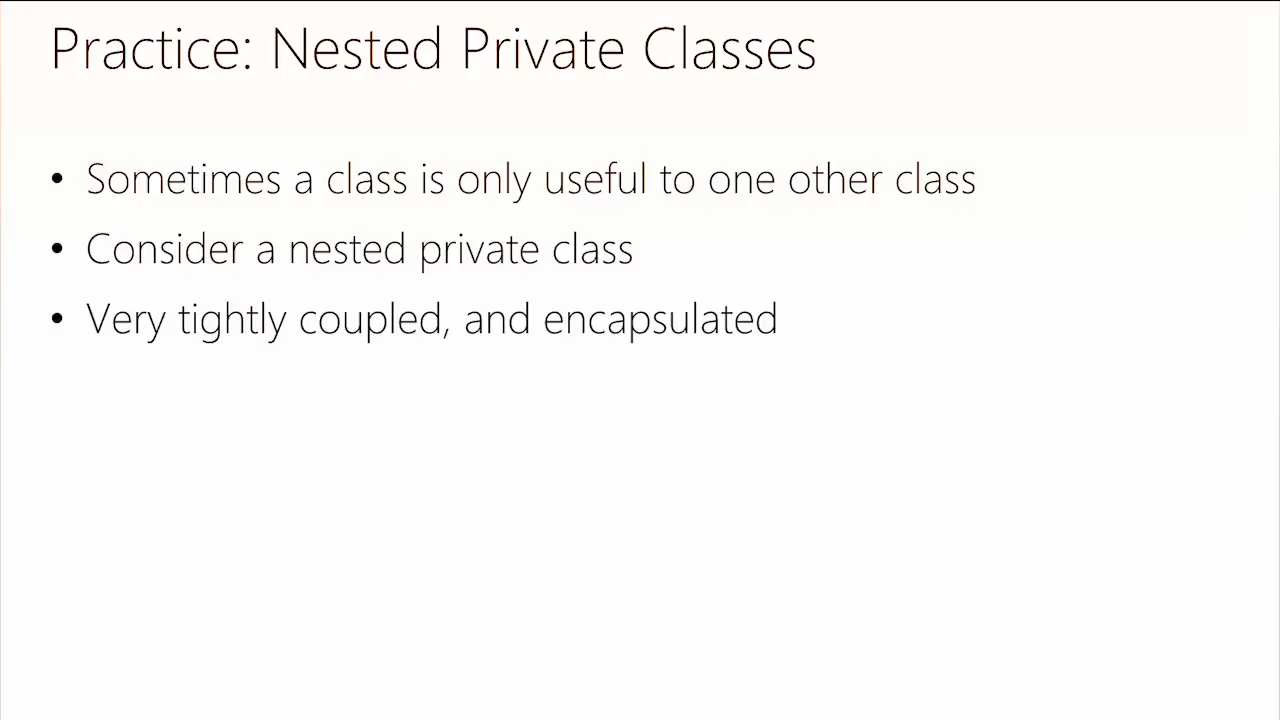 Practice: Nested Private Classes
• Sometimes a class is only useful to one other class
• Consider a nested private class
• Very tightly coupled, and encapsulated